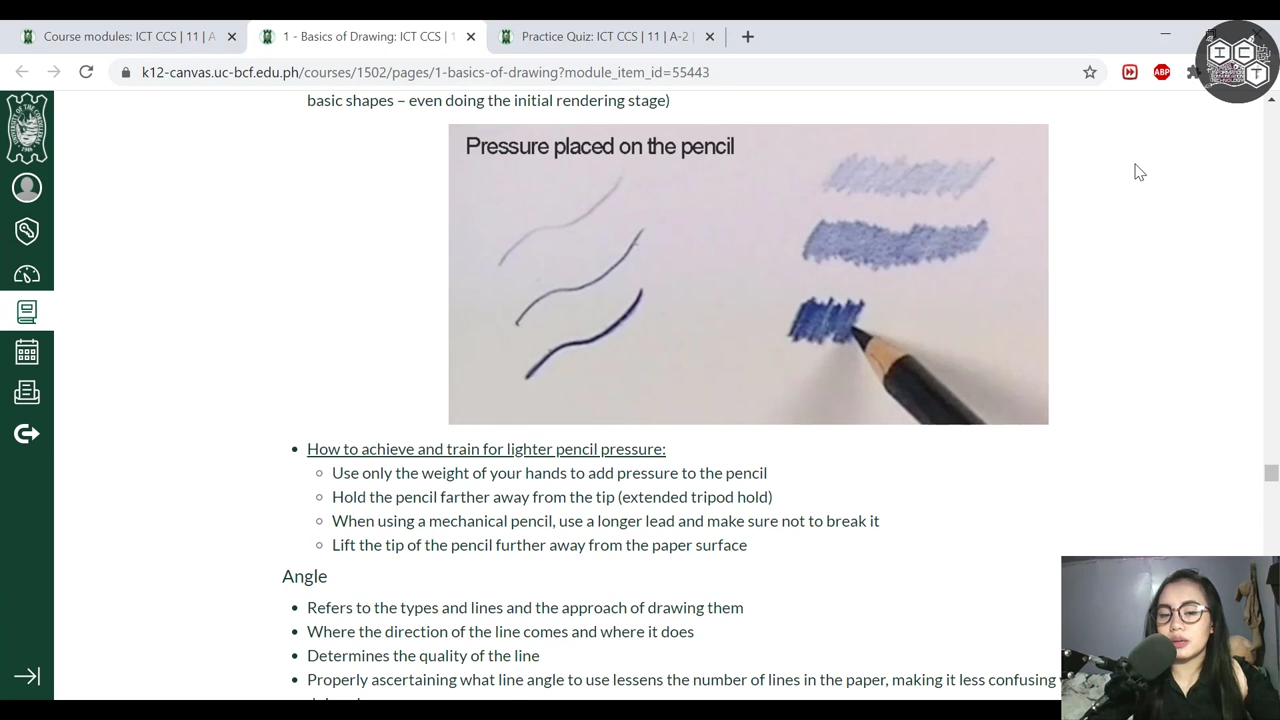 Course modules: ICT CCS | 11 | A
1 - Basics of Drawing: ICT CCS | 1
Practice Quiz: ICT CCS | 11 | A-2 |
k12-canvas.uc-bcf.edu.ph/courses/1502/pages/1-basics-of-drawing?module_item_id=55443
ABP
ICT
basic shapes – even doing the initial rendering stage)
Pressure placed on the pencil
How to achieve and train for lighter pencil pressure:
Use only the weight of your hands to add pressure to the pencil
Hold the pencil farther away from the tip (extended tripod hold)
When using a mechanical pencil, use a longer lead and make sure not to break it
Lift the tip of the pencil further away from the paper surface
Angle
Refers to the types and lines and the approach of drawing them
Where the direction of the line comes and where it does
Determines the quality of the line
Properly ascertaining what line angle to use lessens the number of lines in the paper, making it less confusing